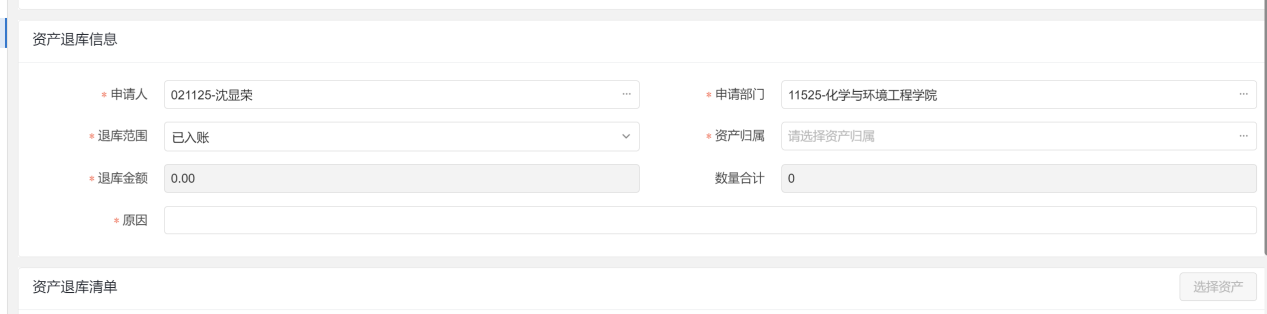 资产退库信息
* 申请人 021125-沈显荣 ... * 申请部门 11525-化学与环境工程学院 ...
* 退库范围 已入账 * 资产归属 请选择资产归属 ...
* 退库金额 0.00 数量合计 0
* 原因
资产退库清单 选择资产